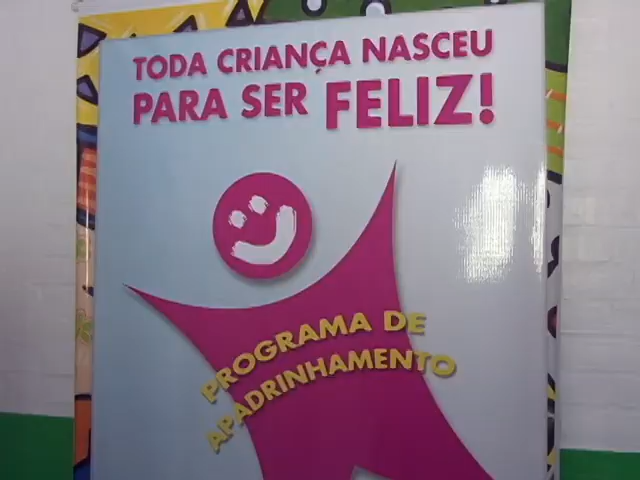 TODA CRIANÇA NASCEU
PARA SER FELIZ!
PROGRAMA DE
APADRINHAMENTO